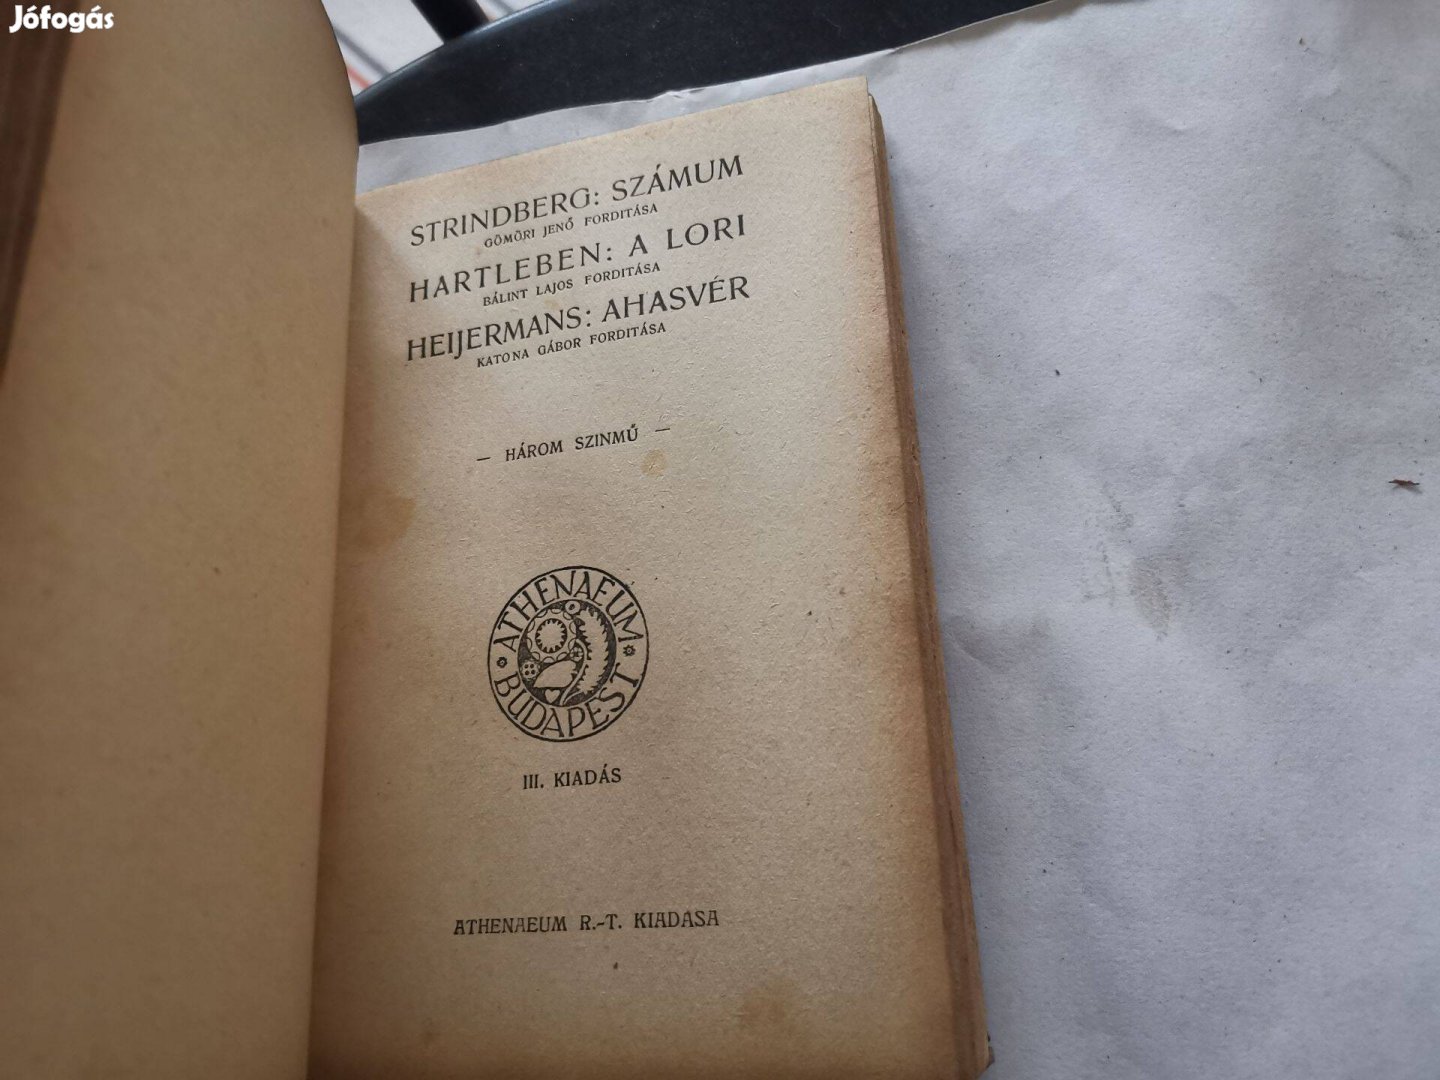 Jófogás
STRINDBERG: SZÁMUM
GÖMÖRI JENŐ FORDITÁSA
HARTLEBEN: A LORI
BÁLINT LAJOS FORDITÁSA
HEIJERMANS: AHASVÉR
KATONA GÁBOR FORDITÁSA
— HÁROM SZINMŰ —
ATHENAEUM
BUDAPEST
III. KIADÁS
ATHENAEUM R.-T. KIADASA